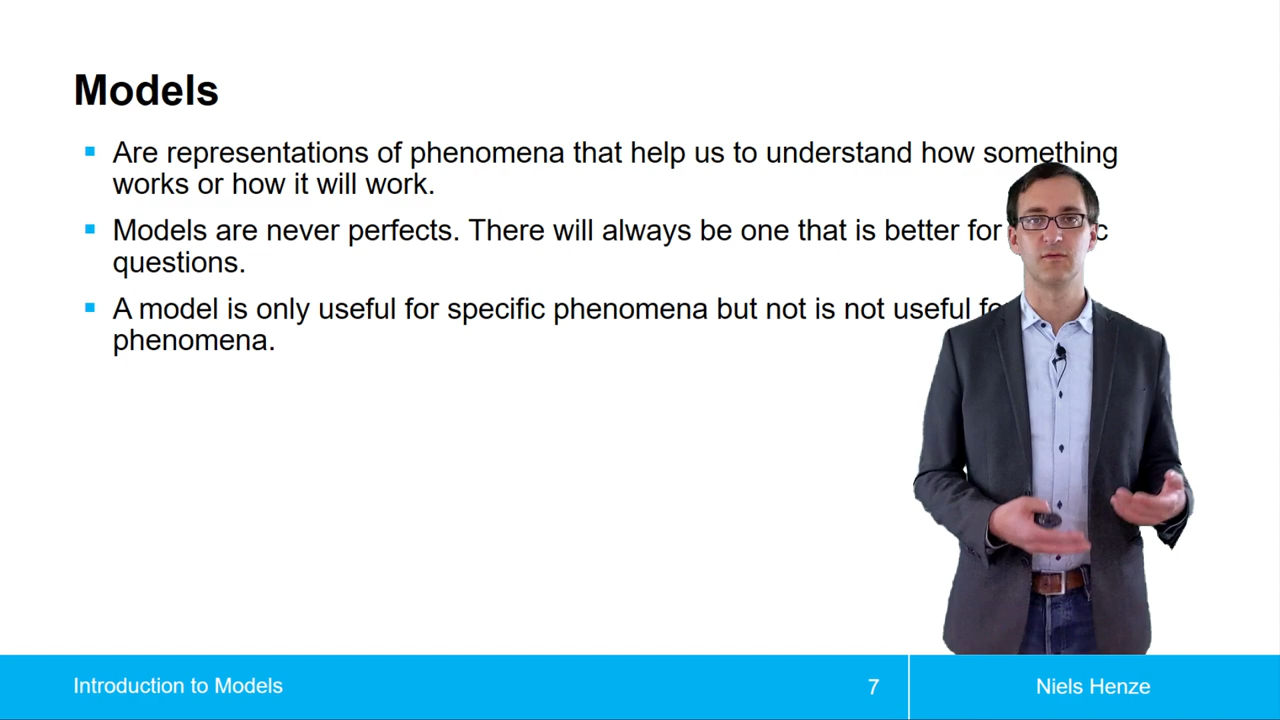 Models
Are representations of phenomena that help us to understand how something
works or how it will work.
Models are never perfects. There will always be one that is better for
questions.
A model is only useful for specific phenomena but not is not useful
phenomena.
Introduction to Models
7
Niels Henze